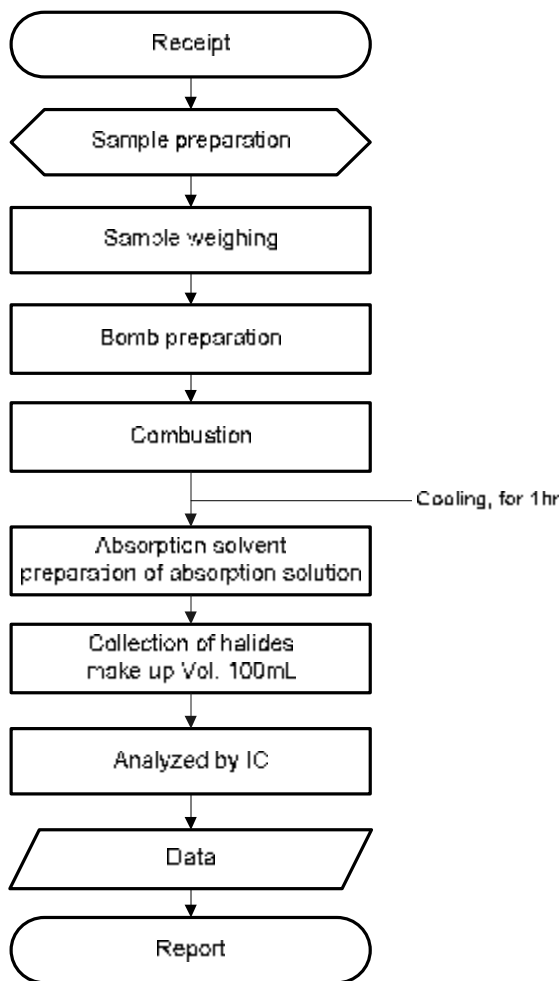 Receipt
Sample preparation
Sample weighing
Bomb preparation
Combustion
Cooling, for 1hr
Absorption solvent
preparation of absorption solution
Collection of halides
make up Vol. 100mL
Analyzed by IC
Data
Report